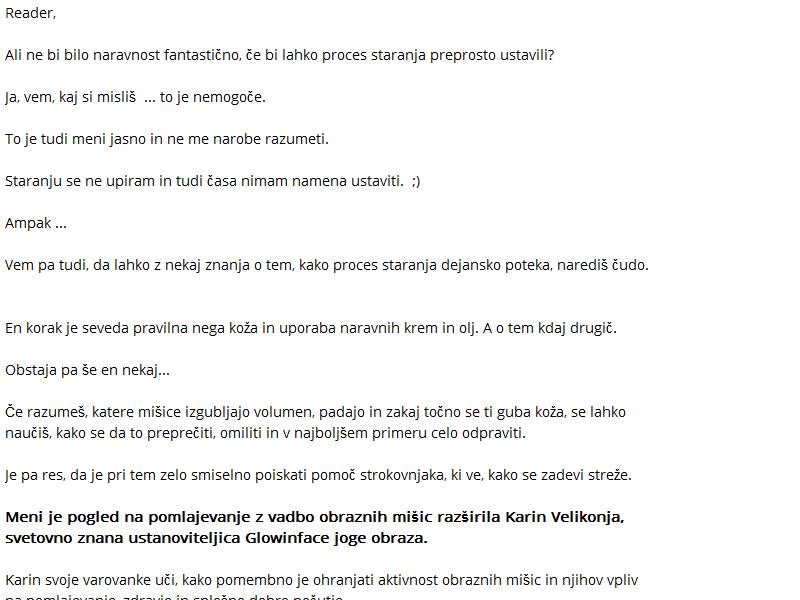 Reader,
Ali ne bi bilo naravnost fantastično, če bi lahko proces staranja preprosto ustavili?
Ja, vem, kaj si misliš  ... to je nemogoče.
To je tudi meni jasno in ne me narobe razumeti.
Staranju se ne upiram in tudi časa nimam namena ustaviti.  ;)
Ampak ...
Vem pa tudi, da lahko z nekaj znanja o tem, kako proces staranja dejansko poteka, narediš čudo.
En korak je seveda pravilna nega koža in uporaba naravnih krem in olj. A o tem kdaj drugič.
Obstaja pa še en nekaj...
Če razumeš, katere mišice izgubljajo volumen, padajo in zakaj točno se ti guba koža, se lahko
naučiš, kako se da to preprečiti, omiliti in v najboljšem primeru celo odpraviti.
Je pa res, da je pri tem zelo smiselno poiskati pomoč strokovnjaka, ki ve, kako se zadevi streže.
Meni je pogled na pomlajevanje z vadbo obraznih mišic razširila Karin Velikonja,
svetovno znana ustanoviteljica Glowinface joge obraza.
Karin svoje varovanke uči, kako pomembno je ohranjati aktivnost obraznih mišic in njihov vpliv
na pomlajevanje, zdravje in splošno dobro počutje.